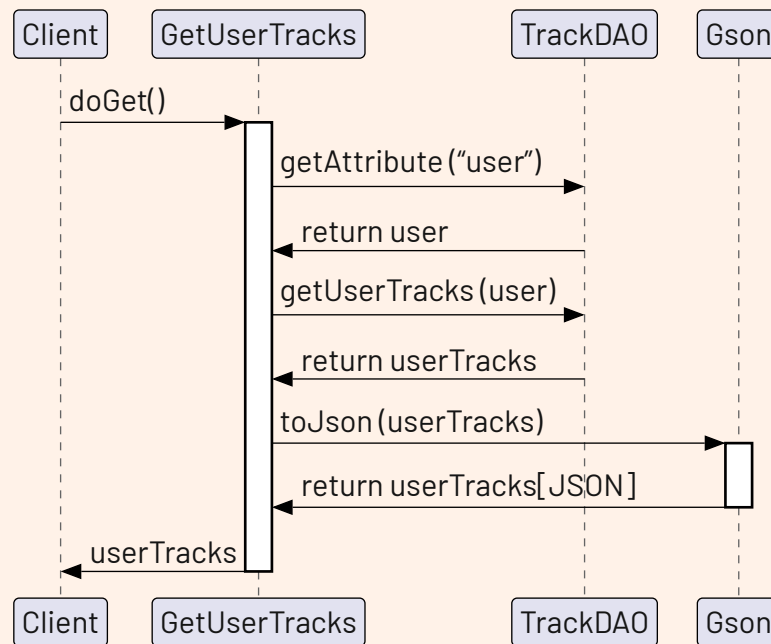 Client GetUserTracks TrackDAO Gson
doGet()
getAttribute (“user”)
return user
getUserTracks (user)
return userTracks
toJson (userTracks)
return userTracks[JSON]
userTracks
Client GetUserTracks TrackDAO Gson